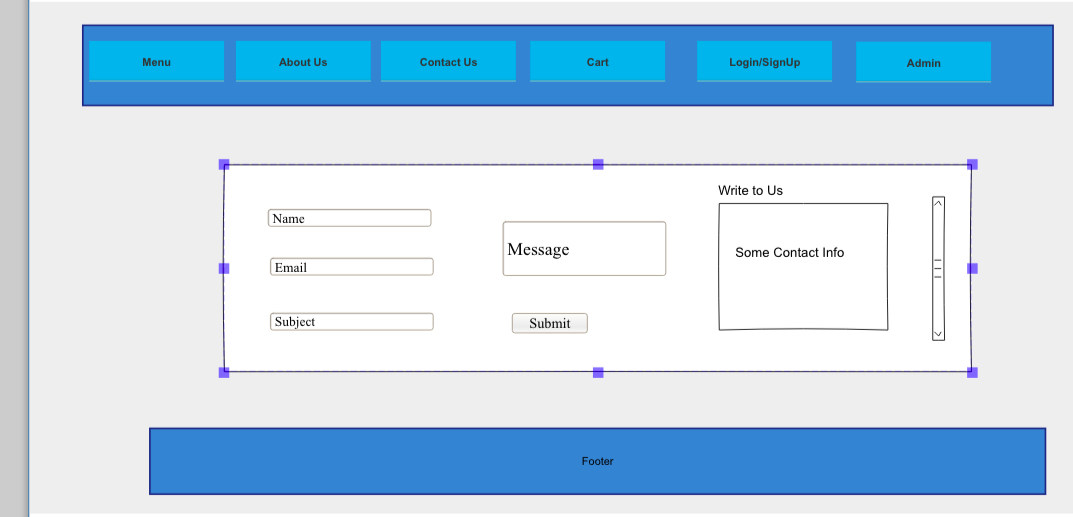 Menu
About Us
Contact Us
Cart
Login/SignUp
Admin
Name
Email
Subject
Message
Submit
Write to Us
Some Contact Info
Footer